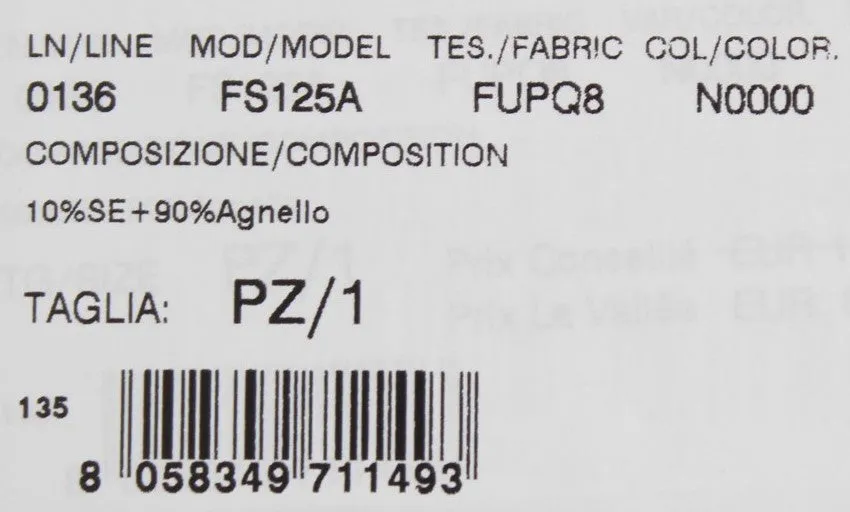 LN/LINE MOD/MODEL TES./FABRIC COL/COLOR.
0136 FS125A FUPQ8 N0000
COMPOSIZIONE/COMPOSITION
10%SE+90%Agnello
TAGLIA: PZ/1
135
8 058349 711493